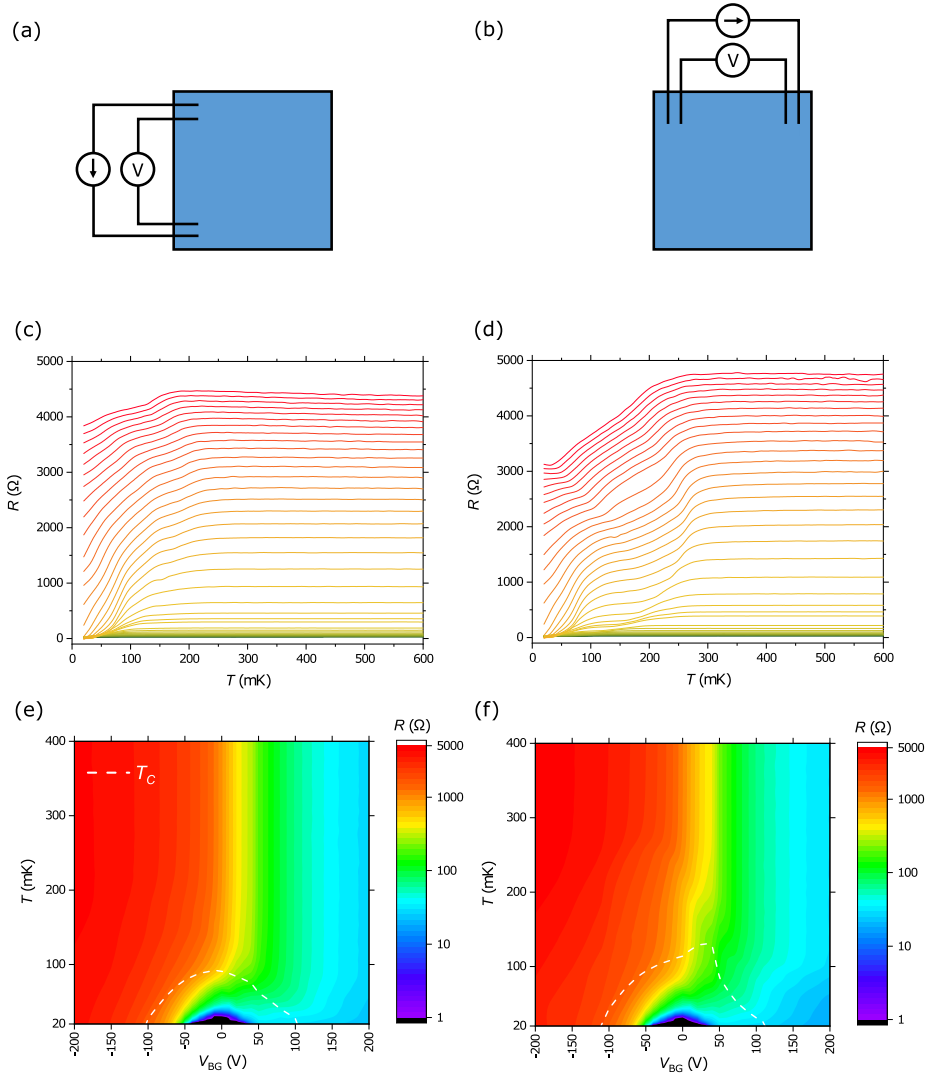 (a)
(b)
V
V
(c)
(d)
5000
4000
3000
2000
1000
0
R (Ω)
0 100 200 300 400 500 600
T (mK)
5000
4000
3000
2000
1000
0
R (Ω)
0 100 200 300 400 500 600
T (mK)
(e)
(f)
400
300
200
100
20
T (mK)
T_C
-200 -150 -100 -50 0 50 100 150 200
V_BG (V)
R (Ω)
5000
1000
100
10
1
400
300
200
100
20
T (mK)
-200 -150 -100 -50 0 50 100 150 200
V_BG (V)
R (Ω)
5000
1000
100
10
1